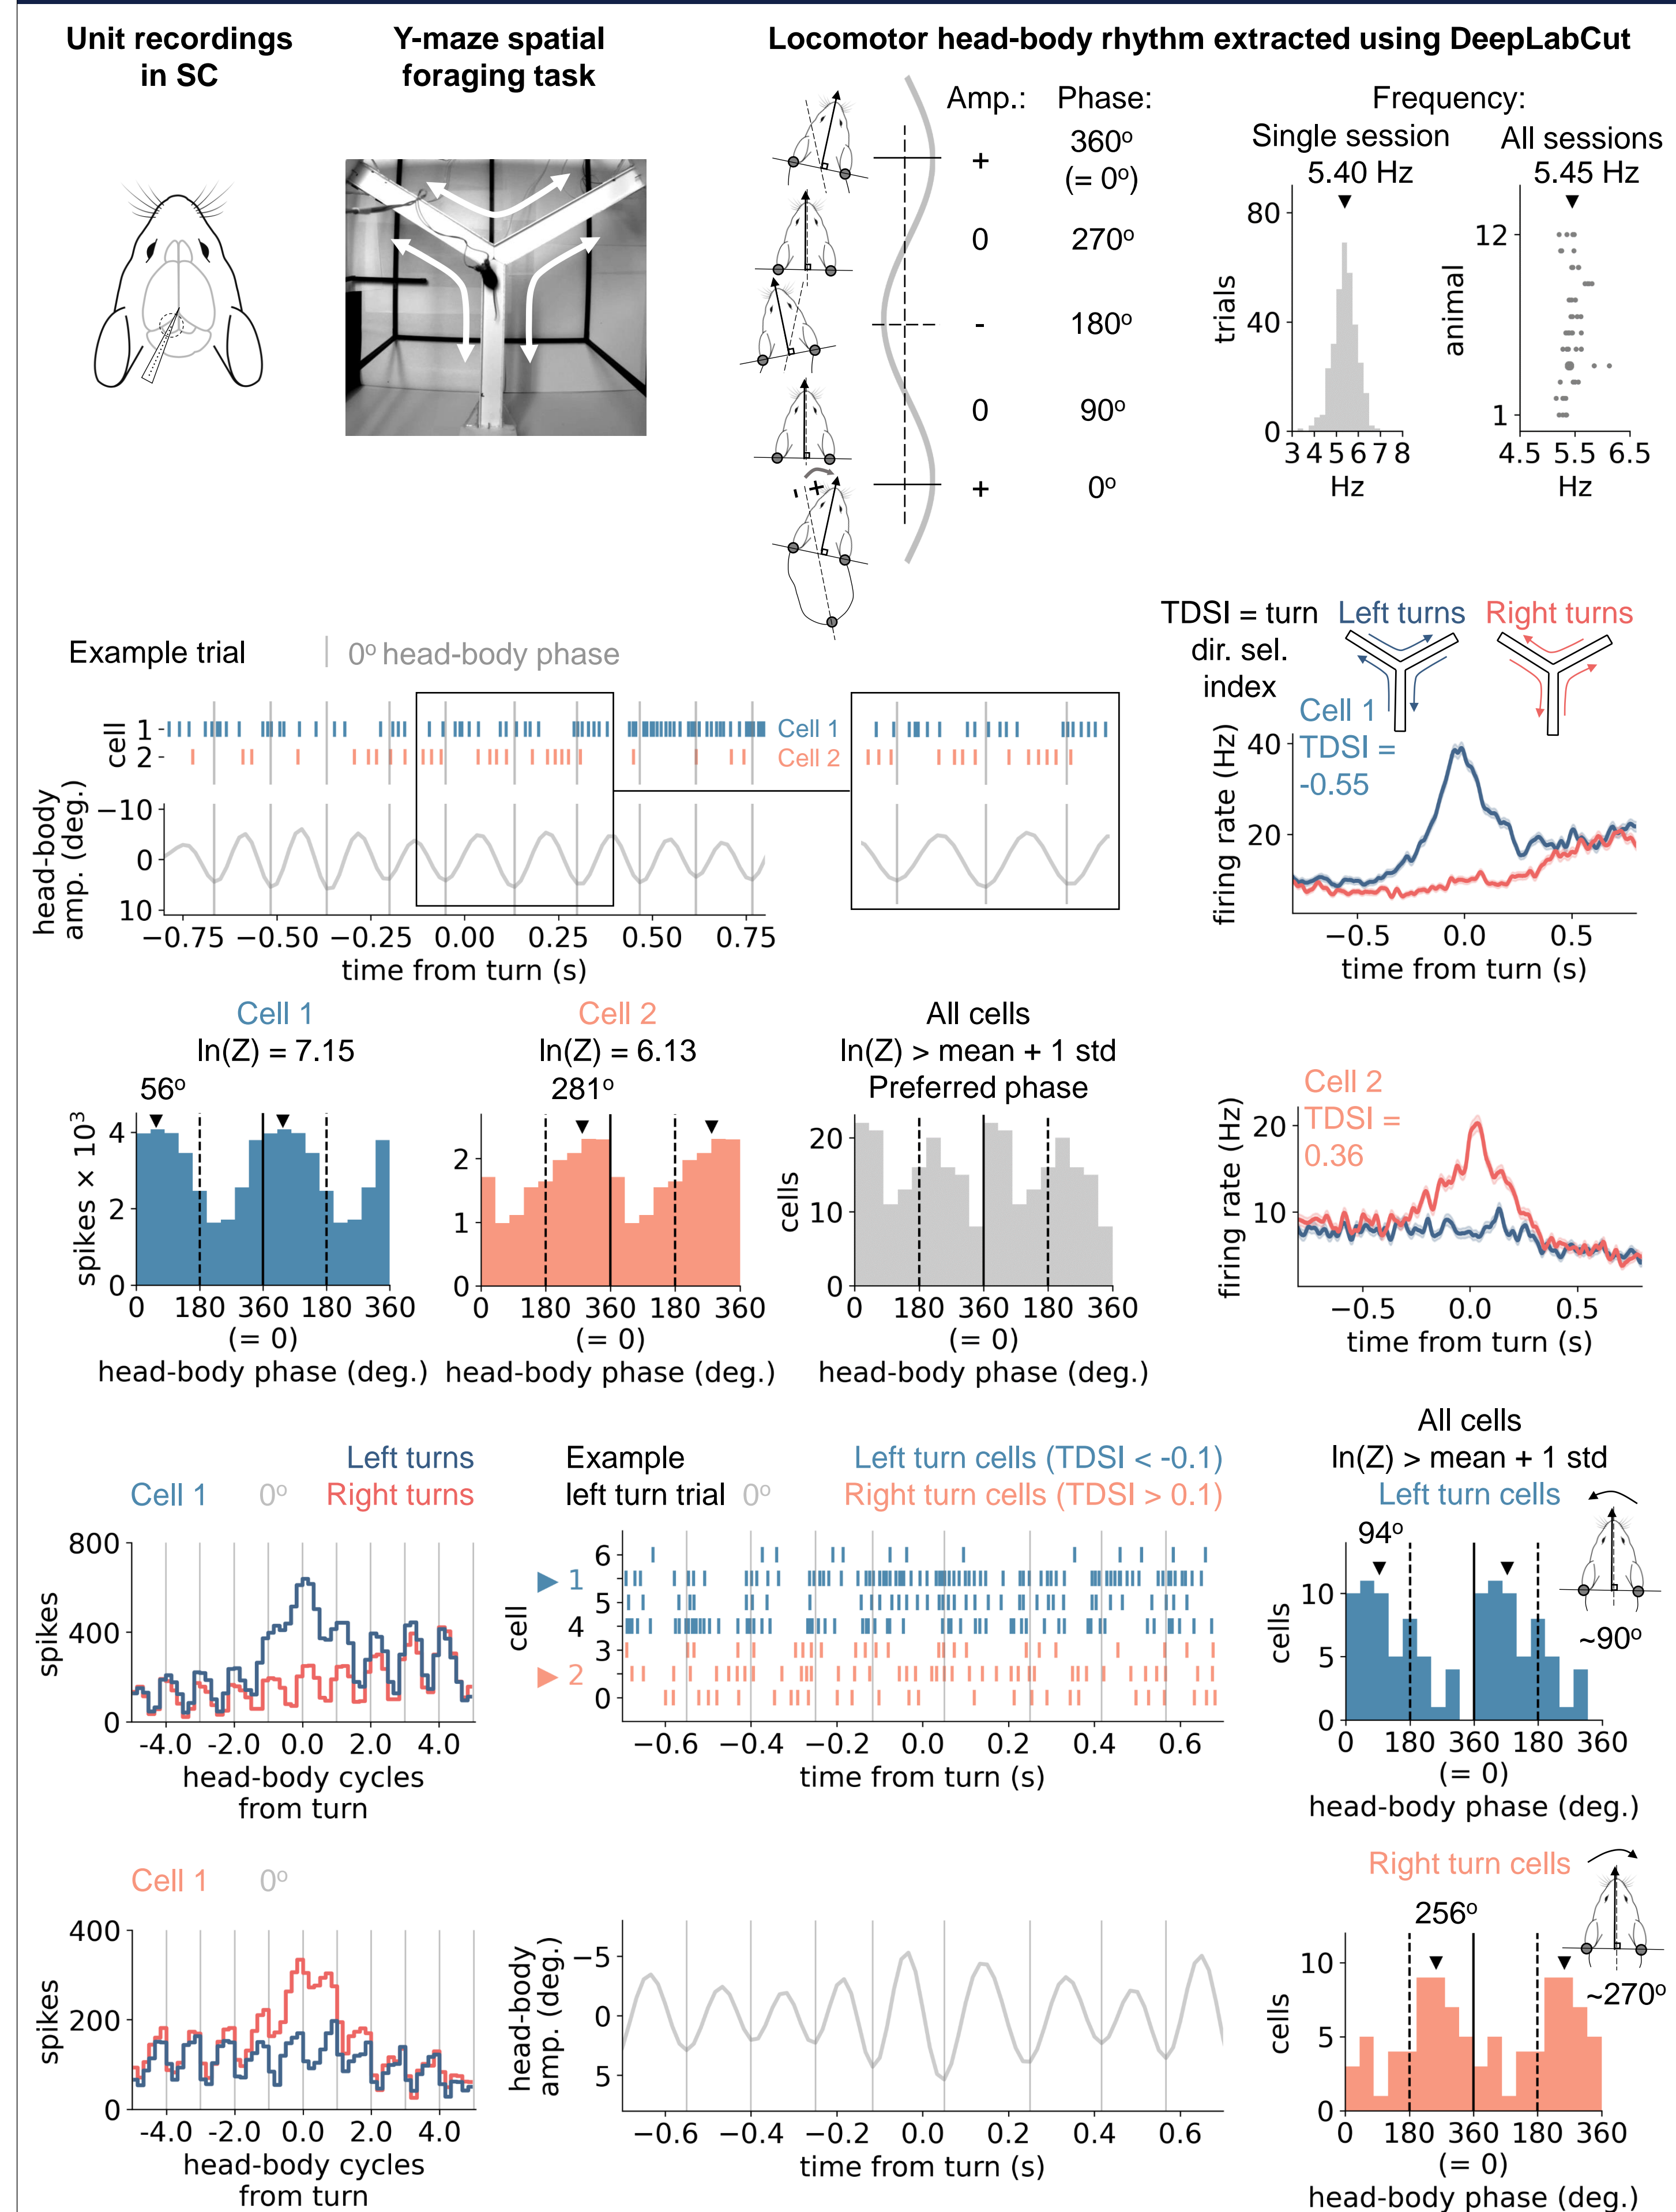 Unit recordings
in SC
Y-maze spatial
foraging task
Locomotor head-body rhythm extracted using DeepLabCut
Amp.: Phase:
+ 360º
(= 0º)
0 270º
- 180º
0 90º
- +
+ 0º
Frequency:
Single session
5.40 Hz
80
40
0
trials
3 4 5 6 7 8
Hz
All sessions
5.45 Hz
12
1
animal
4.5 5.5 6.5
Hz
Example trial 0º head-body phase
cell
1
2
Cell 1
Cell 2
head-body
amp. (deg.)
−10
0
10
−0.75 −0.50 −0.25 0.00 0.25 0.50 0.75
time from turn (s)
TDSI = turn
dir. sel.
index
Left turns Right turns
Cell 1
TDSI =
-0.55
firing rate (Hz)
40
20
−0.5 0.0 0.5
time from turn (s)
Cell 1
ln(Z) = 7.15
56º
spikes × 10³
4
2
0
0 180 360 180 360
(= 0)
head-body phase (deg.)
Cell 2
ln(Z) = 6.13
281º
2
1
0
0 180 360 180 360
(= 0)
head-body phase (deg.)
All cells
ln(Z) > mean + 1 std
Preferred phase
cells
20
10
0
0 180 360 180 360
(= 0)
head-body phase (deg.)
Cell 2
TDSI =
0.36
firing rate (Hz)
20
10
−0.5 0.0 0.5
time from turn (s)
Left turns
Cell 1 0º Right turns
spikes
800
400
0
-4.0 -2.0 0.0 2.0 4.0
head-body cycles
from turn
Example
left turn trial 0º
Left turn cells (TDSI < -0.1)
Right turn cells (TDSI > 0.1)
cell
6
1
5
4
3
2
0
−0.6 −0.4 −0.2 0.0 0.2 0.4 0.6
time from turn (s)
All cells
ln(Z) > mean + 1 std
Left turn cells
94º
~90º
cells
10
5
0
0 180 360 180 360
(= 0)
head-body phase (deg.)
Cell 1 0º
spikes
400
200
0
-4.0 -2.0 0.0 2.0 4.0
head-body cycles
from turn
head-body
amp. (deg.)
−5
0
5
−0.6 −0.4 −0.2 0.0 0.2 0.4 0.6
time from turn (s)
Right turn cells
256º
~270º
cells
10
5
0
0 180 360 180 360
(= 0)
head-body phase (deg.)